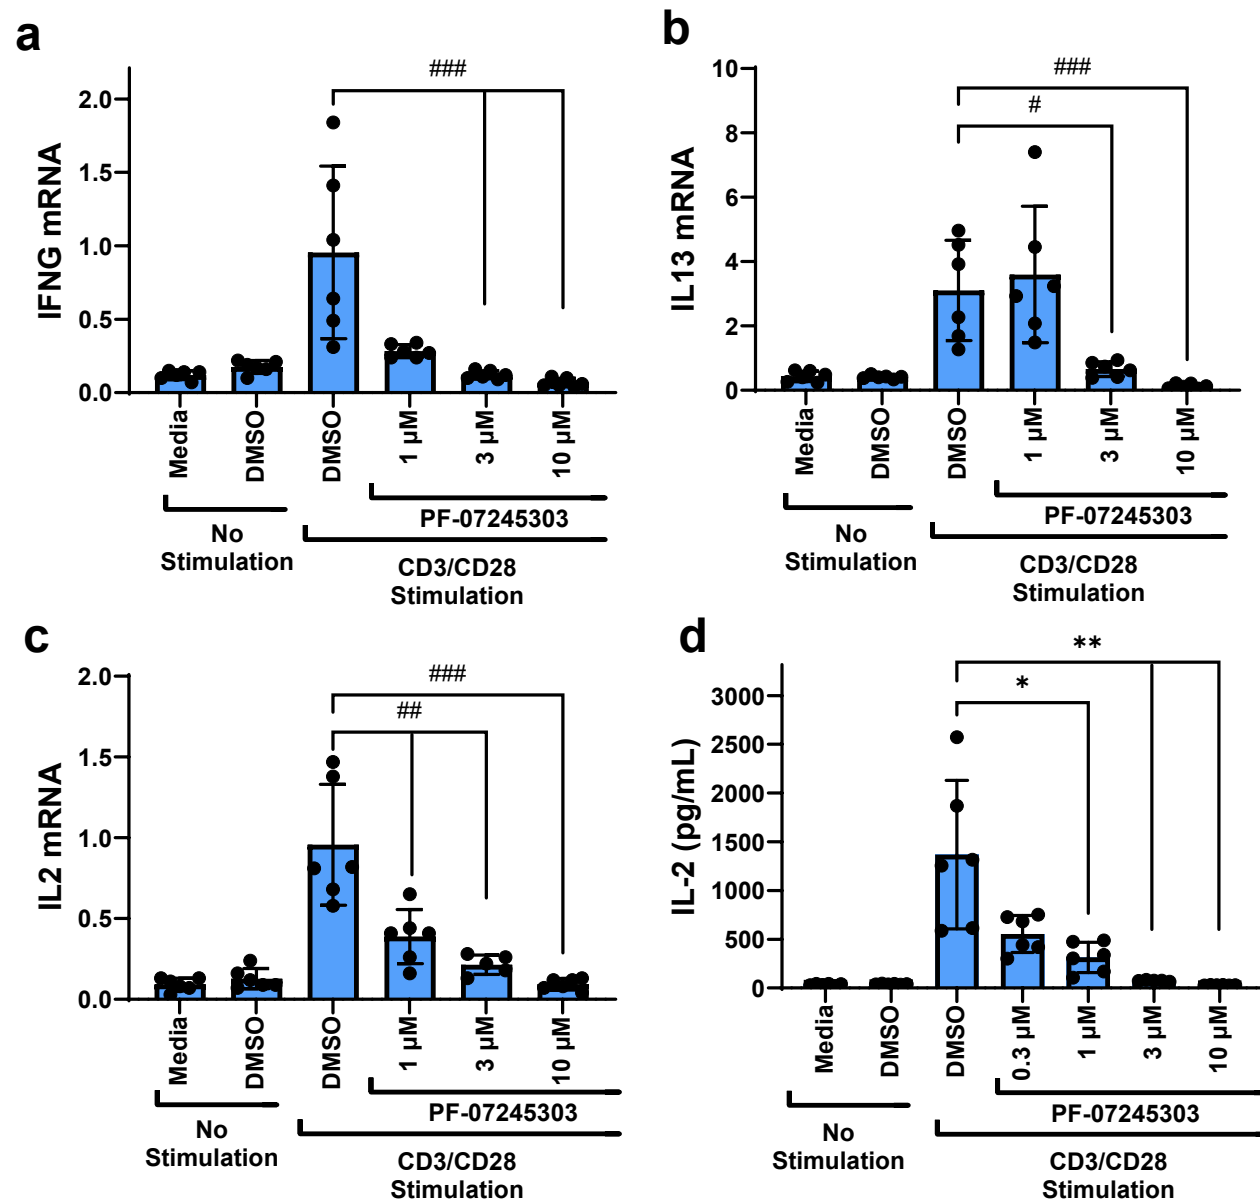 a
###
IFNG mRNA
2.0
1.5
1.0
0.5
0.0
Media
DMSO
DMSO
1 µM
3 µM
10 µM
PF-07245303
No
Stimulation
CD3/CD28
Stimulation
b
###
#
IL13 mRNA
10
8
6
4
2
0
Media
DMSO
DMSO
1 µM
3 µM
10 µM
PF-07245303
No
Stimulation
CD3/CD28
Stimulation
c
###
##
IL2 mRNA
2.0
1.5
1.0
0.5
0.0
Media
DMSO
DMSO
1 µM
3 µM
10 µM
PF-07245303
No
Stimulation
CD3/CD28
Stimulation
d
**
*
IL-2 (pg/mL)
3000
2500
2000
1500
1000
500
0
Media
DMSO
DMSO
0.3 µM
1 µM
3 µM
10 µM
PF-07245303
No
Stimulation
CD3/CD28
Stimulation